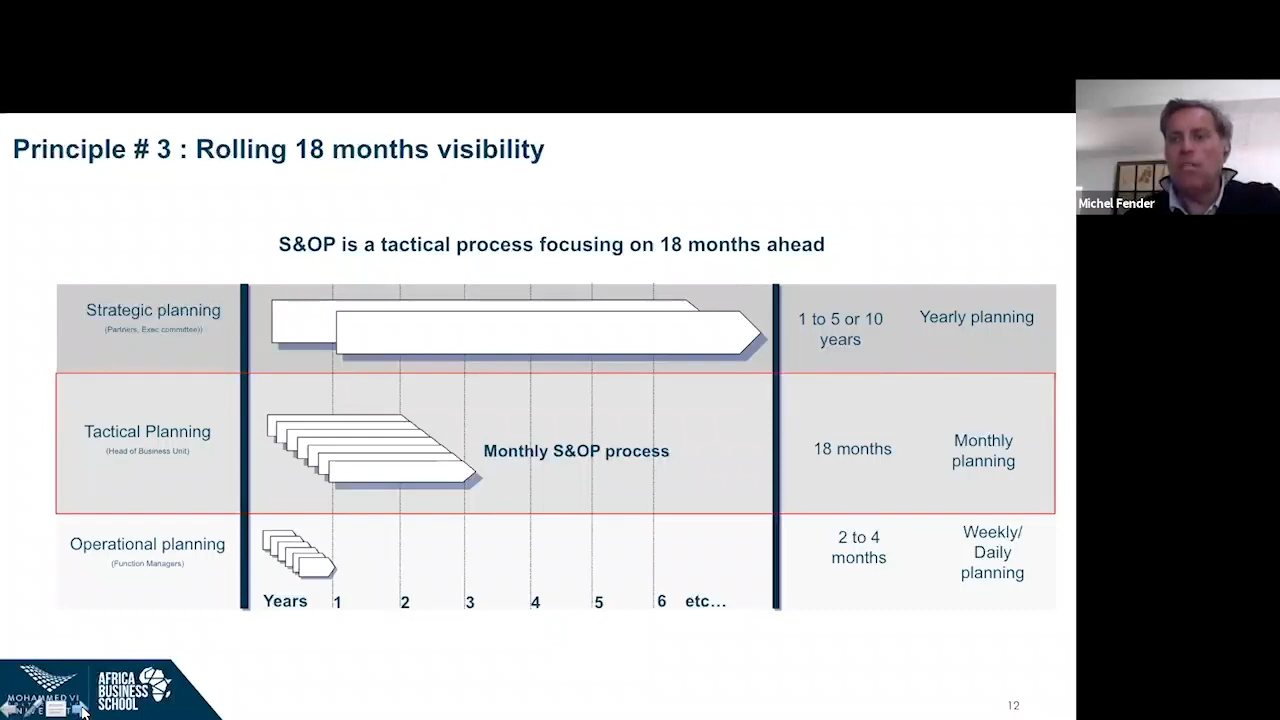 Principle # 3 : Rolling 18 months visibility
Michel Fender
S&OP is a tactical process focusing on 18 months ahead
Strategic planning
(Partners, Exec committee))
1 to 5 or 10
years
Yearly planning
Tactical Planning
(Head of Business Unit)
Monthly S&OP process
18 months
Monthly
planning
Operational planning
(Function Managers)
2 to 4
months
Weekly/
Daily
planning
Years 1 2 3 4 5 6 etc…
MOHAMMED VI
AFRICA
BUSINESS
SCHOOL
12